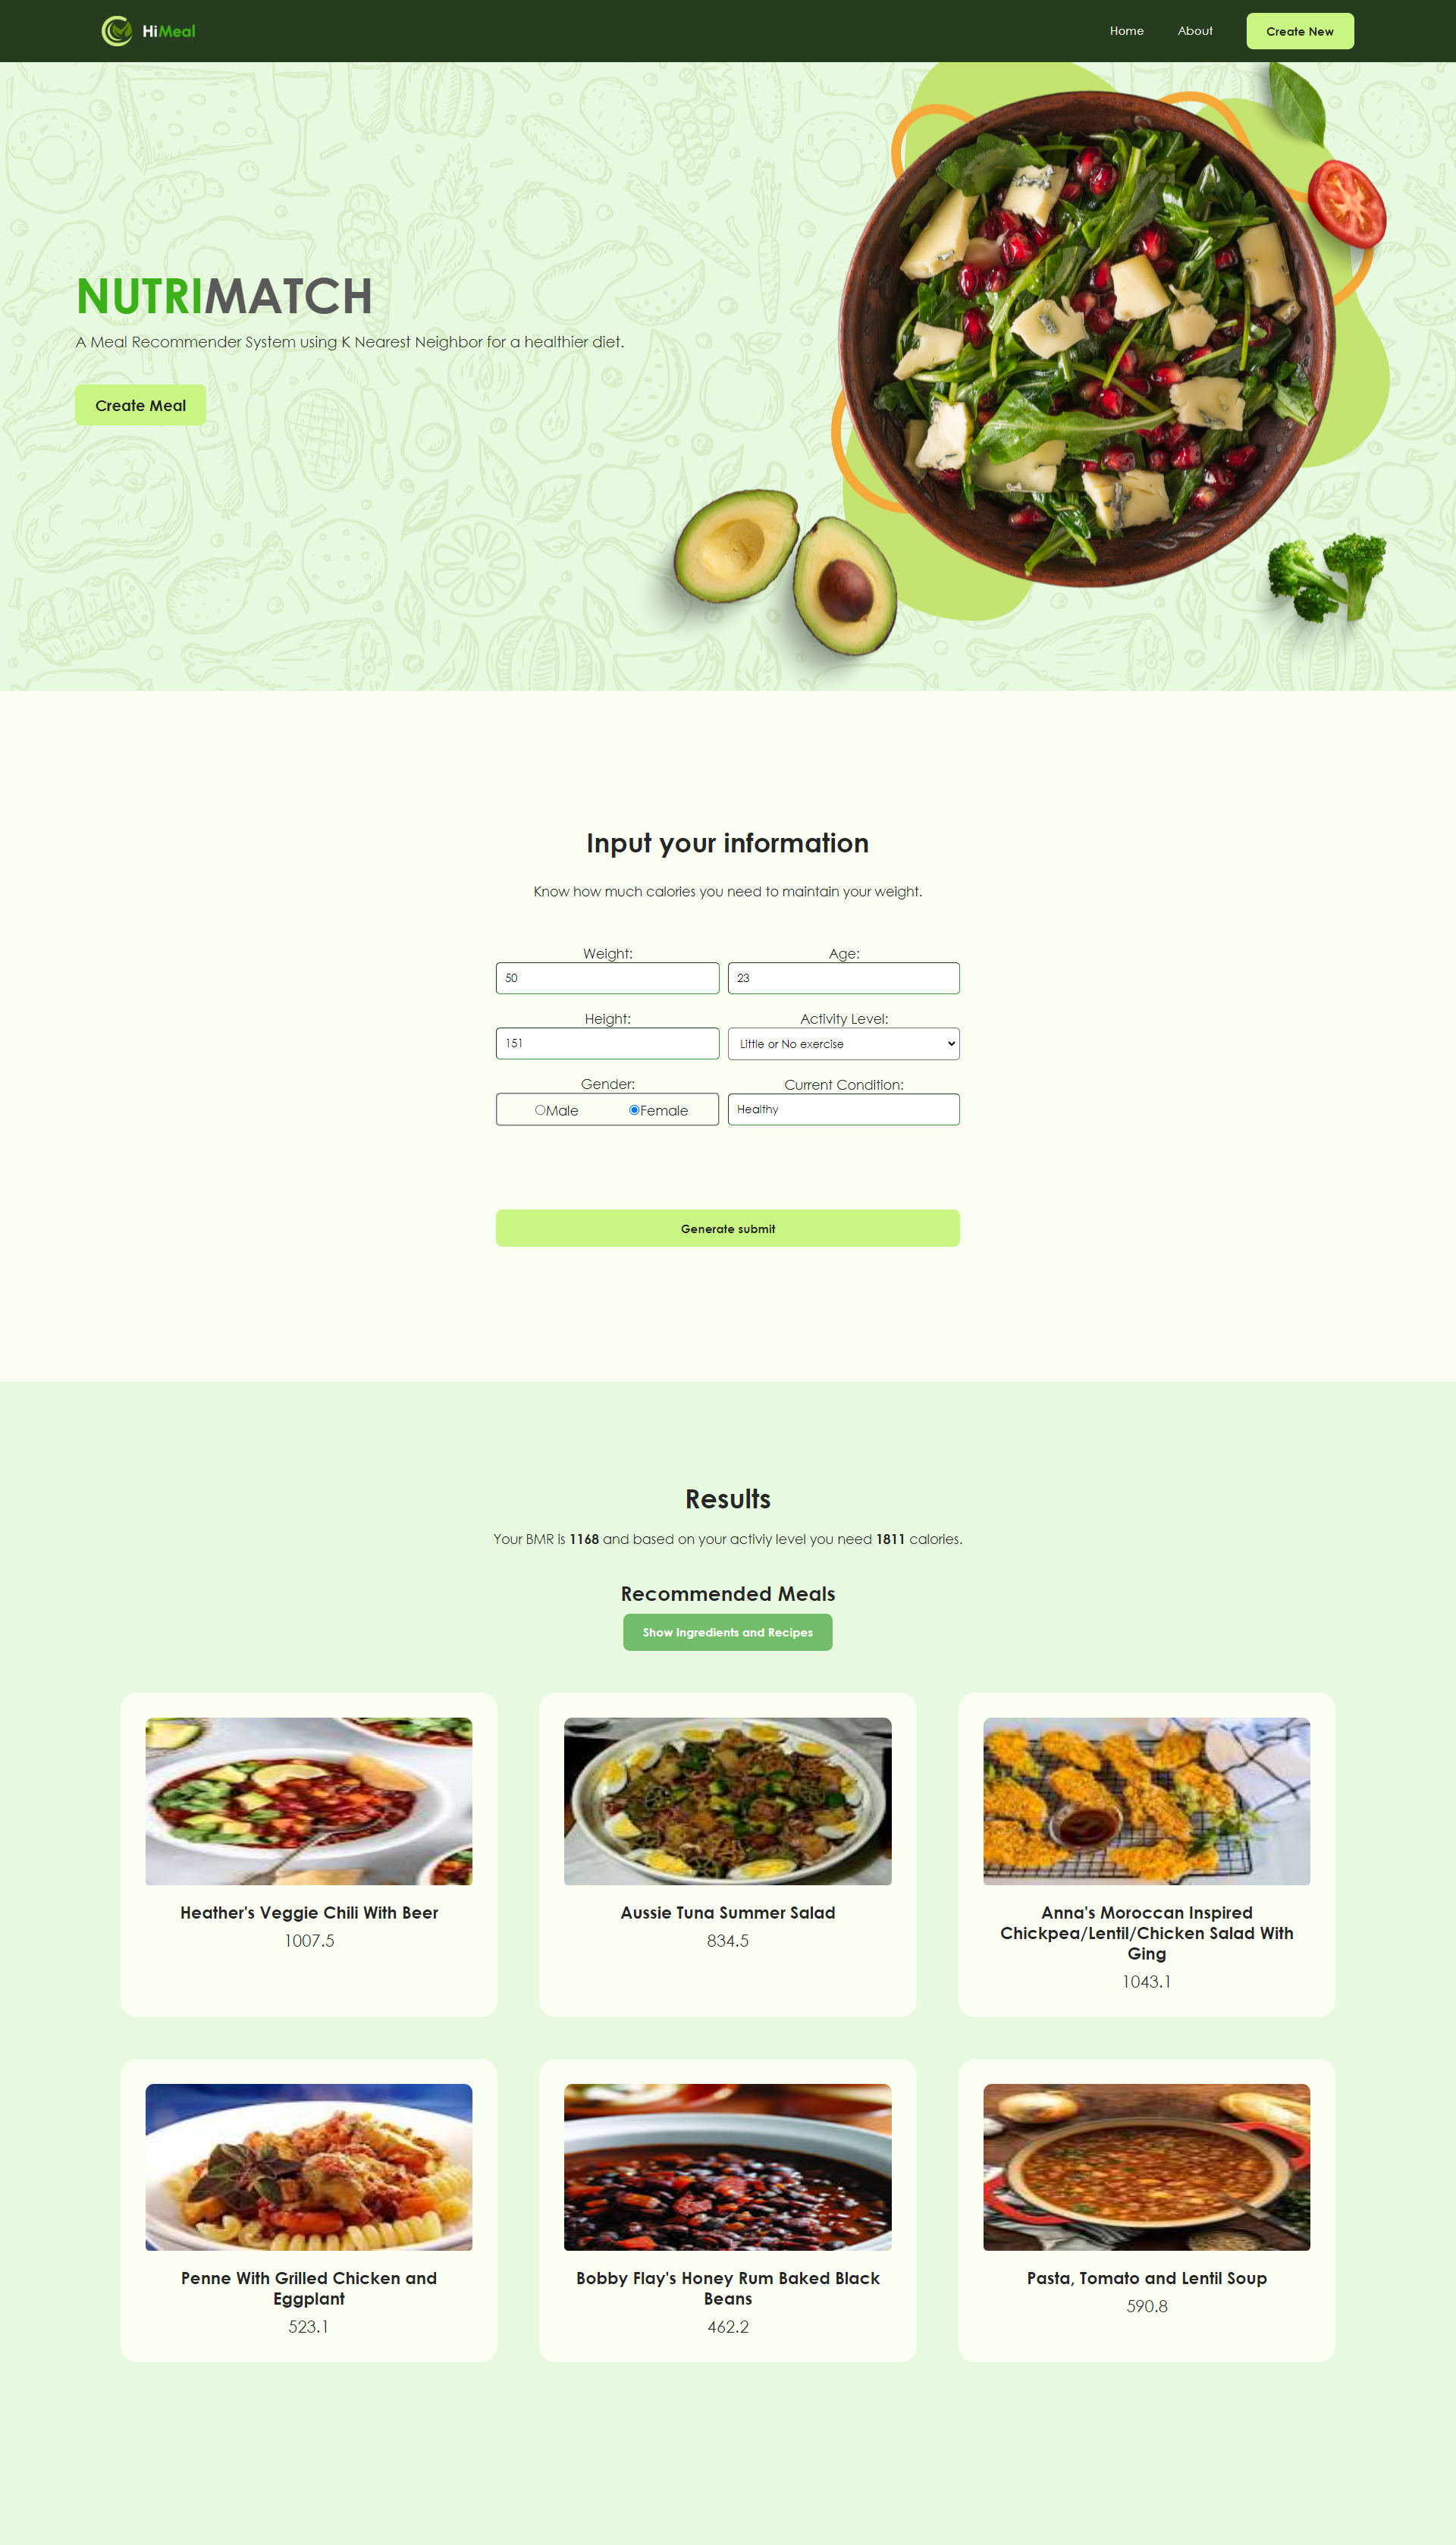 HiMeal
Home
About
Create New
NUTRIMATCH
A Meal Recommender System using K Nearest Neighbor for a healthier diet.
Create Meal
Input your information
Know how much calories you need to maintain your weight.
Weight:
Age:
50
23
Height:
Activity Level:
151
Little or No exercise
Gender:
Current Condition:
Male
Female
Healthy
Generate submit
Results
Your BMR is 1168 and based on your activiy level you need 1811 calories.
Recommended Meals
Show Ingredients and Recipes
Heather's Veggie Chili With Beer
1007.5
Aussie Tuna Summer Salad
834.5
Anna's Moroccan Inspired
Chickpea/Lentil/Chicken Salad With
Ging
1043.1
Penne With Grilled Chicken and
Eggplant
523.1
Bobby Flay's Honey Rum Baked Black
Beans
462.2
Pasta, Tomato and Lentil Soup
590.8